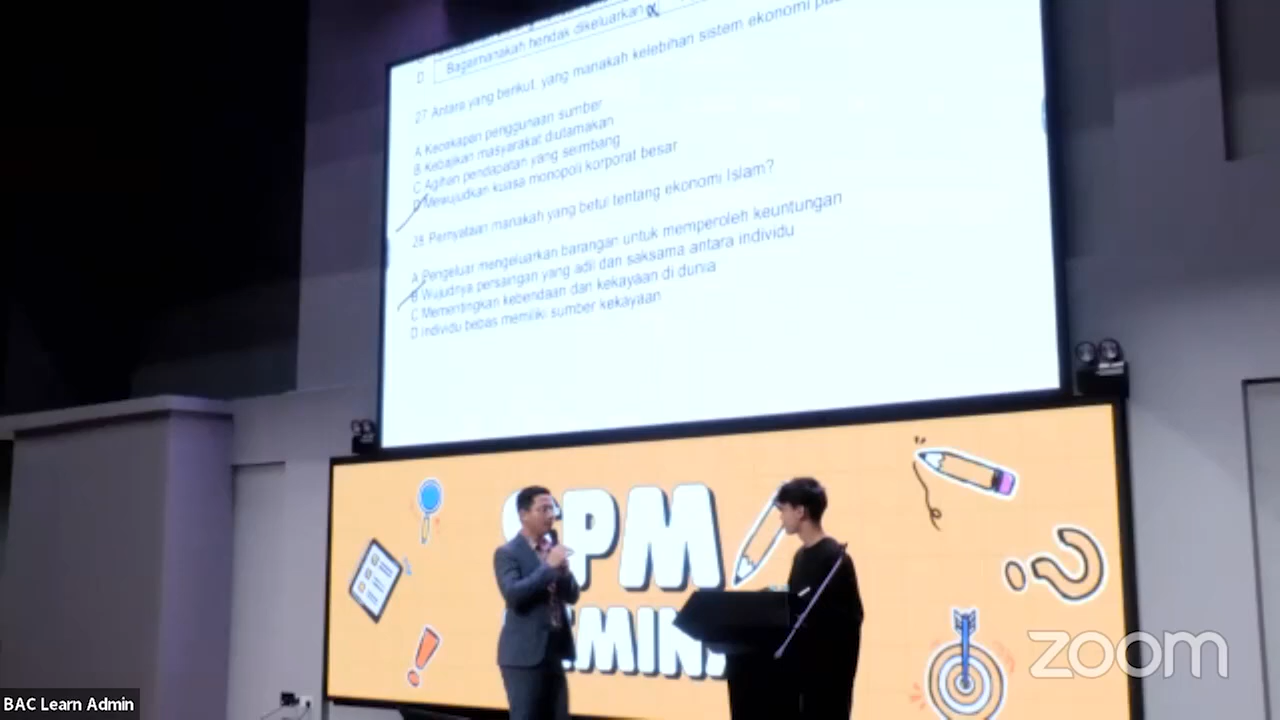 D Bagaimanakah hendak dikeluarkan
27 Antara yang berikut, yang manakah kelebihan sistem ekonomi
A Kecekapan penggunaan sumber
B Kebajikan masyarakat diutamakan
C Agihan pendapatan yang seimbang
D Mewujudkan kuasa monopoli korporat besar
28 Pernyataan manakah yang betul tentang ekonomi Islam?
A Pengeluar mengeluarkan barangan untuk memperoleh keuntungan
B Wujudnya persaingan yang adil dan saksama antara individu
C Mementingkan kebendaan dan kekayaan di dunia
D Individu bebas memiliki sumber kekayaan
SPM
zoom
BAC Learn Admin